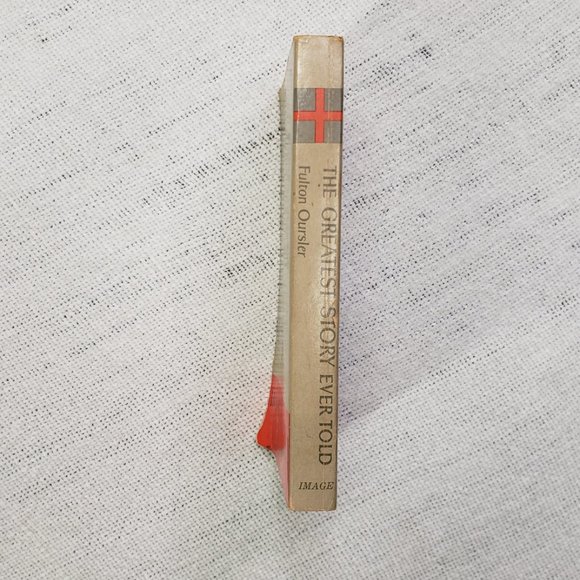 THE GREATEST STORY EVER TOLD
Fulton Oursler
IMAGE